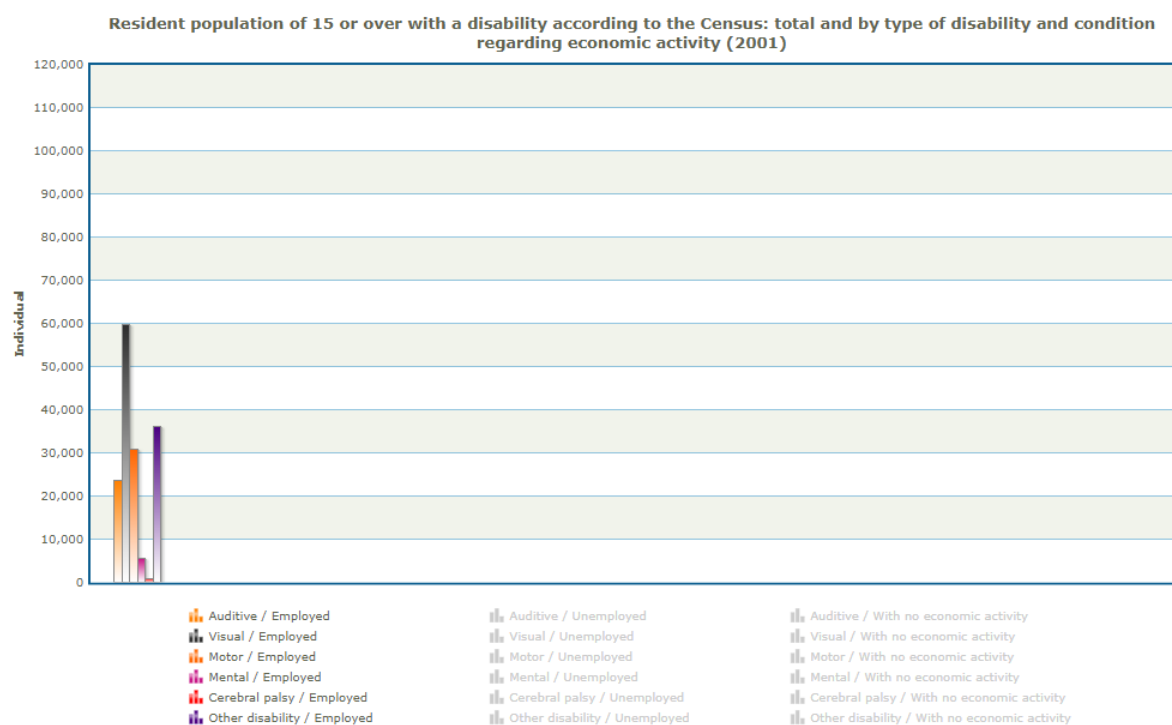 Resident population of 15 or over with a disability according to the Census: total and by type of disability and condition
regarding economic activity (2001)
120,000
110,000
100,000
90,000
80,000
70,000
60,000
50,000
40,000
30,000
20,000
10,000
0
Individual
Auditive / Employed
Auditive / Unemployed
Auditive / With no economic activity
Visual / Employed
Visual / Unemployed
Visual / With no economic activity
Motor / Employed
Motor / Unemployed
Motor / With no economic activity
Mental / Employed
Mental / Unemployed
Mental / With no economic activity
Cerebral palsy / Employed
Cerebral palsy / Unemployed
Cerebral palsy / With no economic activity
Other disability / Employed
Other disability / Unemployed
Other disability / With no economic activity